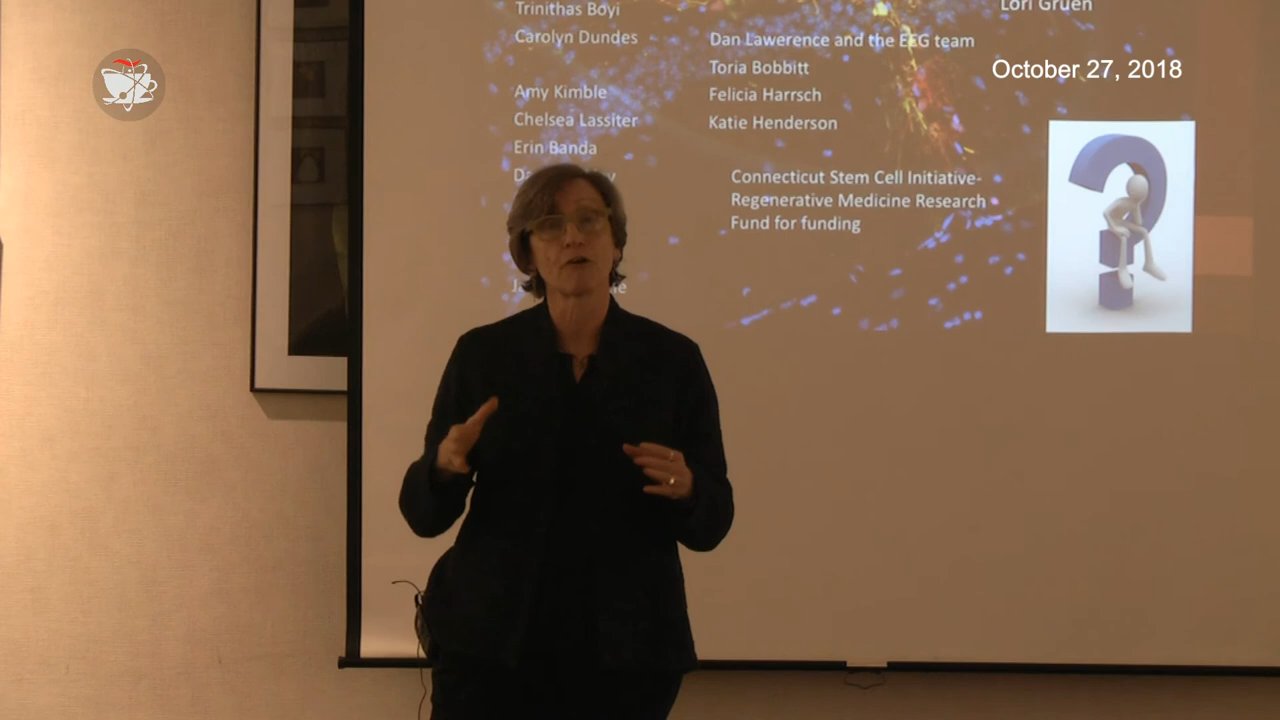 Trinithas Boyi
Carolyn Dundes
Amy Kimble
Chelsea Lassiter
Erin Banda
Lori Gruen
Dan Lawerence and the EEG team
Toria Bobbitt
Felicia Harrsch
Katie Henderson
Connecticut Stem Cell Initiative-
Regenerative Medicine Research
Fund for funding
October 27, 2018